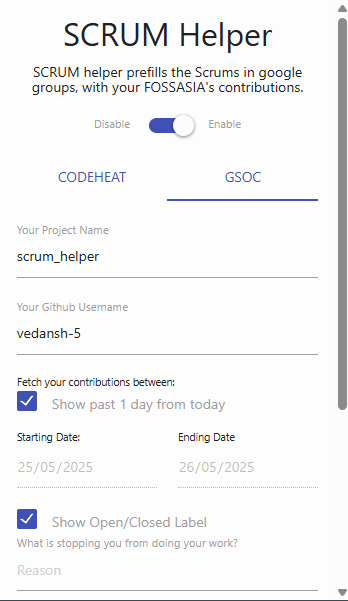 SCRUM Helper
SCRUM helper prefills the Scrums in google
groups, with your FOSSASIA's contributions.
Disable Enable
CODEHEAT GSOC
Your Project Name
scrum_helper
Your Github Username
vedansh-5
Fetch your contributions between:
Show past 1 day from today
Starting Date: Ending Date
25/05/2025 26/05/2025
Show Open/Closed Label
What is stopping you from doing your work?
Reason